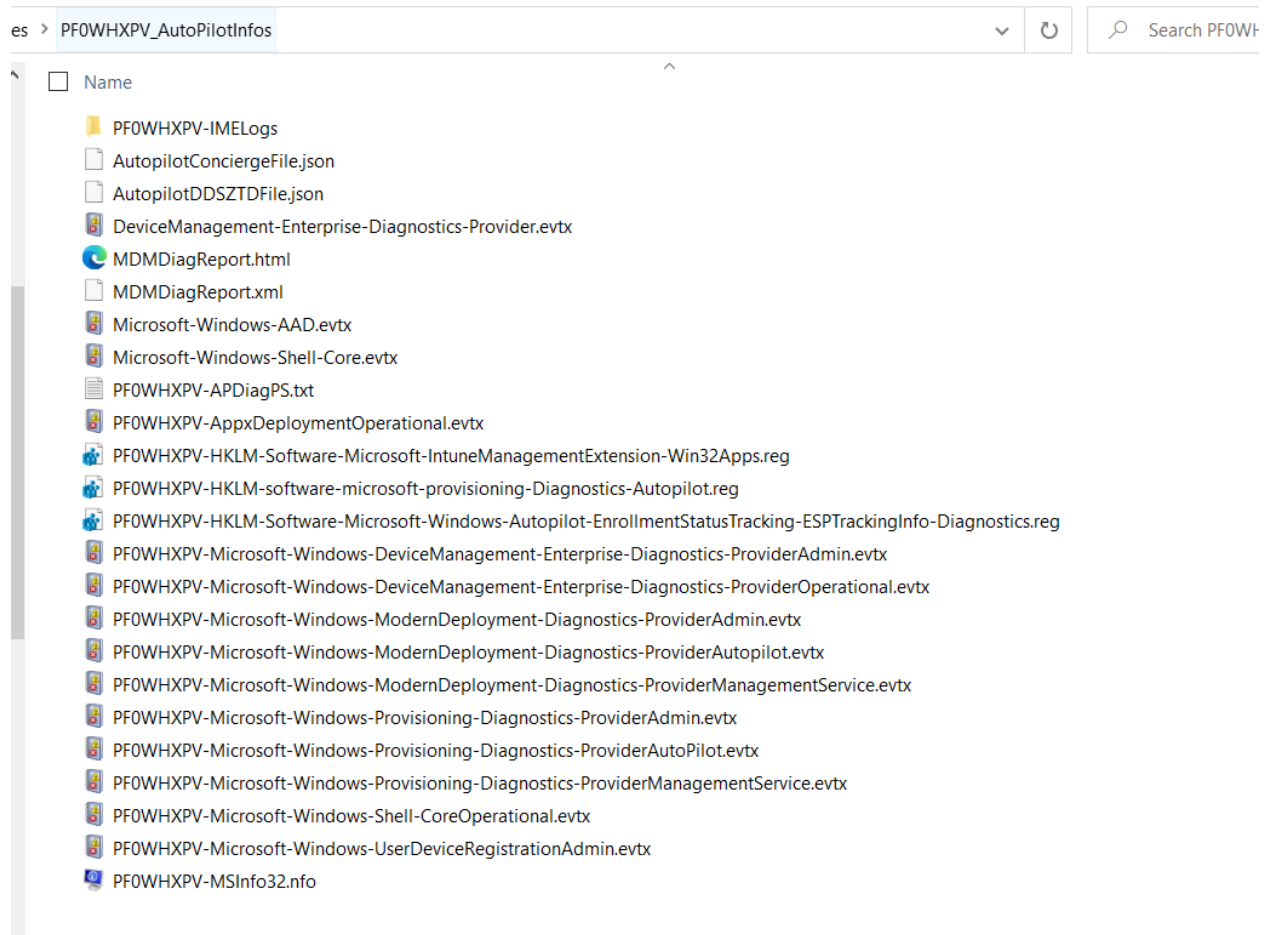 es > PF0WHXPV_AutoPilotInfos Search PF0WH
Name
PF0WHXPV-IMELogs
AutopilotConciergeFile.json
AutopilotDDSZTDFile.json
DeviceManagement-Enterprise-Diagnostics-Provider.evtx
MDMDiagReport.html
MDMDiagReport.xml
Microsoft-Windows-AAD.evtx
Microsoft-Windows-Shell-Core.evtx
PF0WHXPV-APDiagPS.txt
PF0WHXPV-AppxDeploymentOperational.evtx
PF0WHXPV-HKLM-Software-Microsoft-IntuneManagementExtension-Win32Apps.reg
PF0WHXPV-HKLM-software-microsoft-provisioning-Diagnostics-Autopilot.reg
PF0WHXPV-HKLM-Software-Microsoft-Windows-Autopilot-EnrollmentStatusTracking-ESPTrackingInfo-Diagnostics.reg
PF0WHXPV-Microsoft-Windows-DeviceManagement-Enterprise-Diagnostics-ProviderAdmin.evtx
PF0WHXPV-Microsoft-Windows-DeviceManagement-Enterprise-Diagnostics-ProviderOperational.evtx
PF0WHXPV-Microsoft-Windows-ModernDeployment-Diagnostics-ProviderAdmin.evtx
PF0WHXPV-Microsoft-Windows-ModernDeployment-Diagnostics-ProviderAutopilot.evtx
PF0WHXPV-Microsoft-Windows-ModernDeployment-Diagnostics-ProviderManagementService.evtx
PF0WHXPV-Microsoft-Windows-Provisioning-Diagnostics-ProviderAdmin.evtx
PF0WHXPV-Microsoft-Windows-Provisioning-Diagnostics-ProviderAutoPilot.evtx
PF0WHXPV-Microsoft-Windows-Provisioning-Diagnostics-ProviderManagementService.evtx
PF0WHXPV-Microsoft-Windows-Shell-CoreOperational.evtx
PF0WHXPV-Microsoft-Windows-UserDeviceRegistrationAdmin.evtx
PF0WHXPV-MSInfo32.nfo